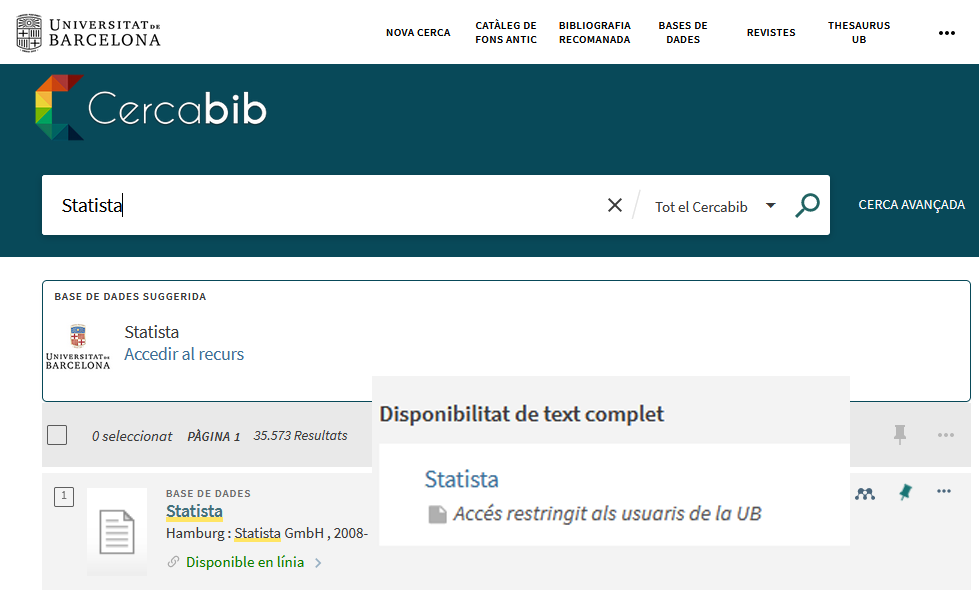 UNIVERSITAT DE
BARCELONA
NOVA CERCA
CATÀLEG DE
FONS ANTIC
BIBLIOGRAFIA
RECOMANADA
BASES DE
DADES
REVISTES
THESAURUS
UB
Cercabib
Statista
Tot el Cercabib
CERCA AVANÇADA
BASE DE DADES SUGGERIDA
UNIVERSITAT DE
BARCELONA
Statista
Accedir al recurs
Disponibilitat de text complet
Statista
Accés restringit als usuaris de la UB
0 seleccionat PÀGINA 1 35.573 Resultats
1
BASE DE DADES
Statista
Hamburg : Statista GmbH , 2008-
Disponible en línia